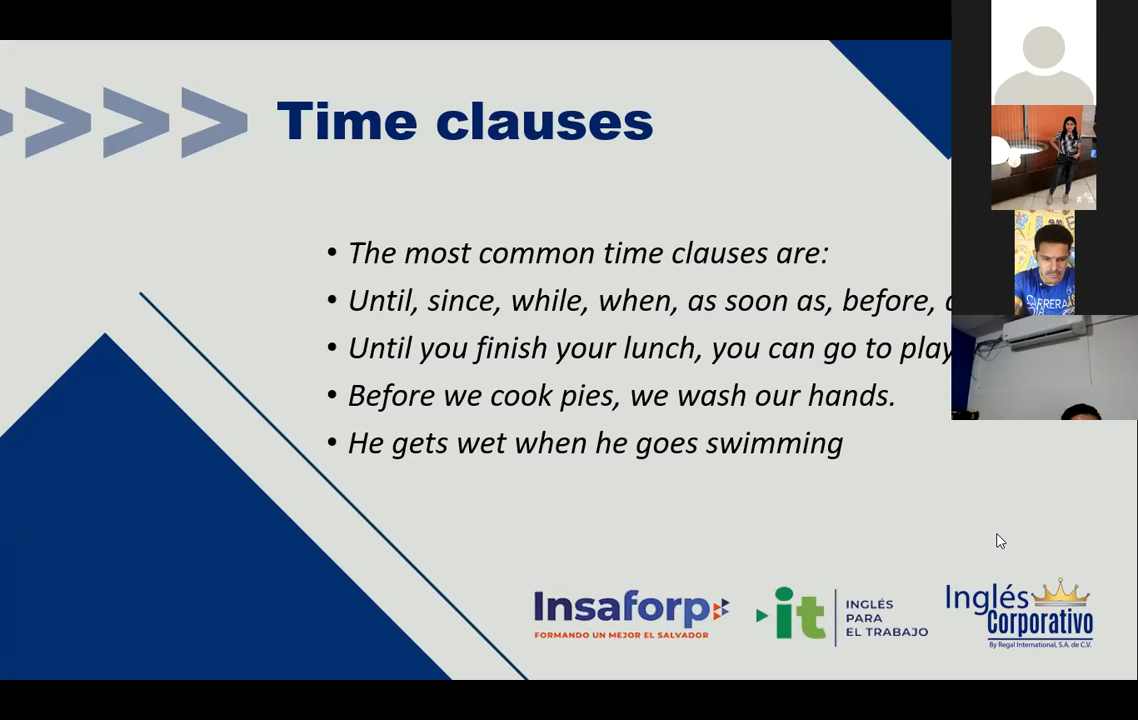 Time clauses
• The most common time clauses are:
• Until, since, while, when, as soon as, before,
• Until you finish your lunch, you can go to play
• Before we cook pies, we wash our hands.
• He gets wet when he goes swimming
Insaforp
FORMANDO UN MEJOR EL SALVADOR
it
INGLÉS
PARA
EL TRABAJO
Inglés
Corporativo
By Regal International, S.A. de C.V.
CARRERA